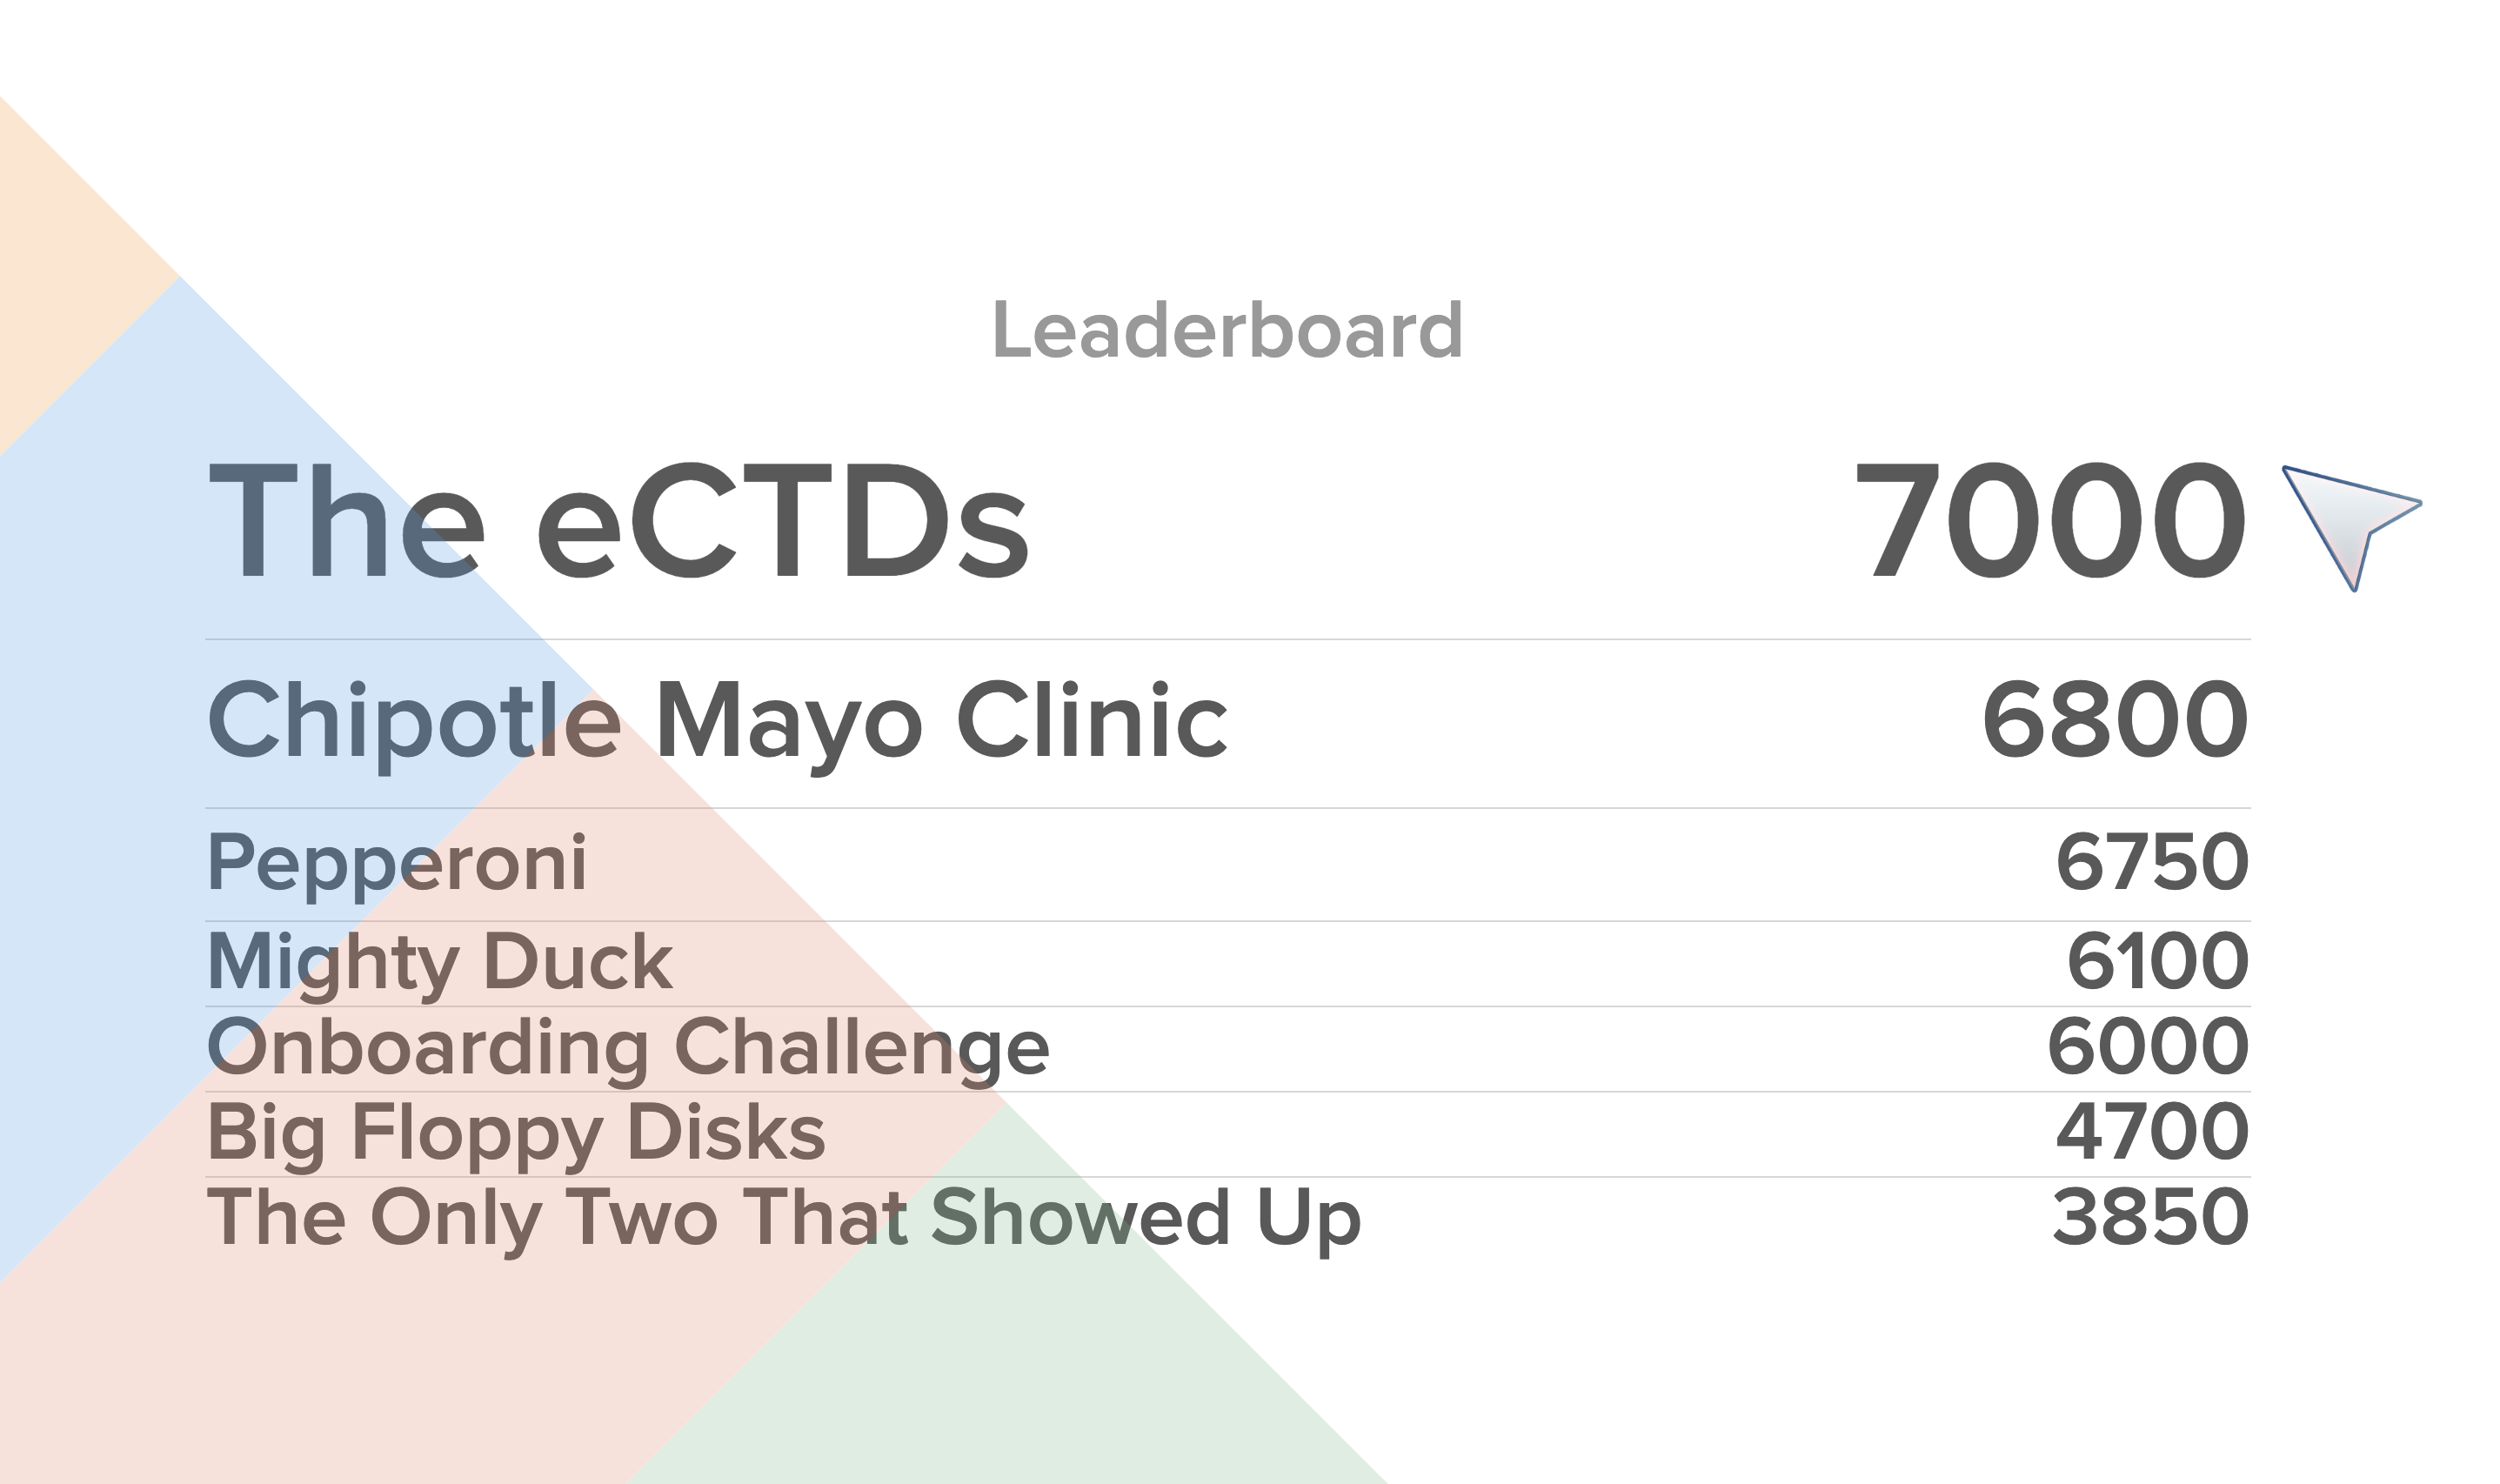 Leaderboard
The eCTDs 7000
Chipotle Mayo Clinic 6800
Pepperoni 6750
Mighty Duck 6100
Onboarding Challenge 6000
Big Floppy Disks 4700
The Only Two That Showed Up 3850